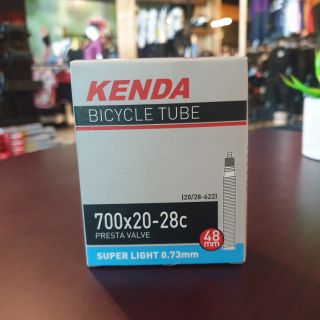 KENDA
BICYCLE TUBE
(20/28-622)
700x20-28c
PRESTA VALVE
48
mm
SUPER LIGHT 0.73mm